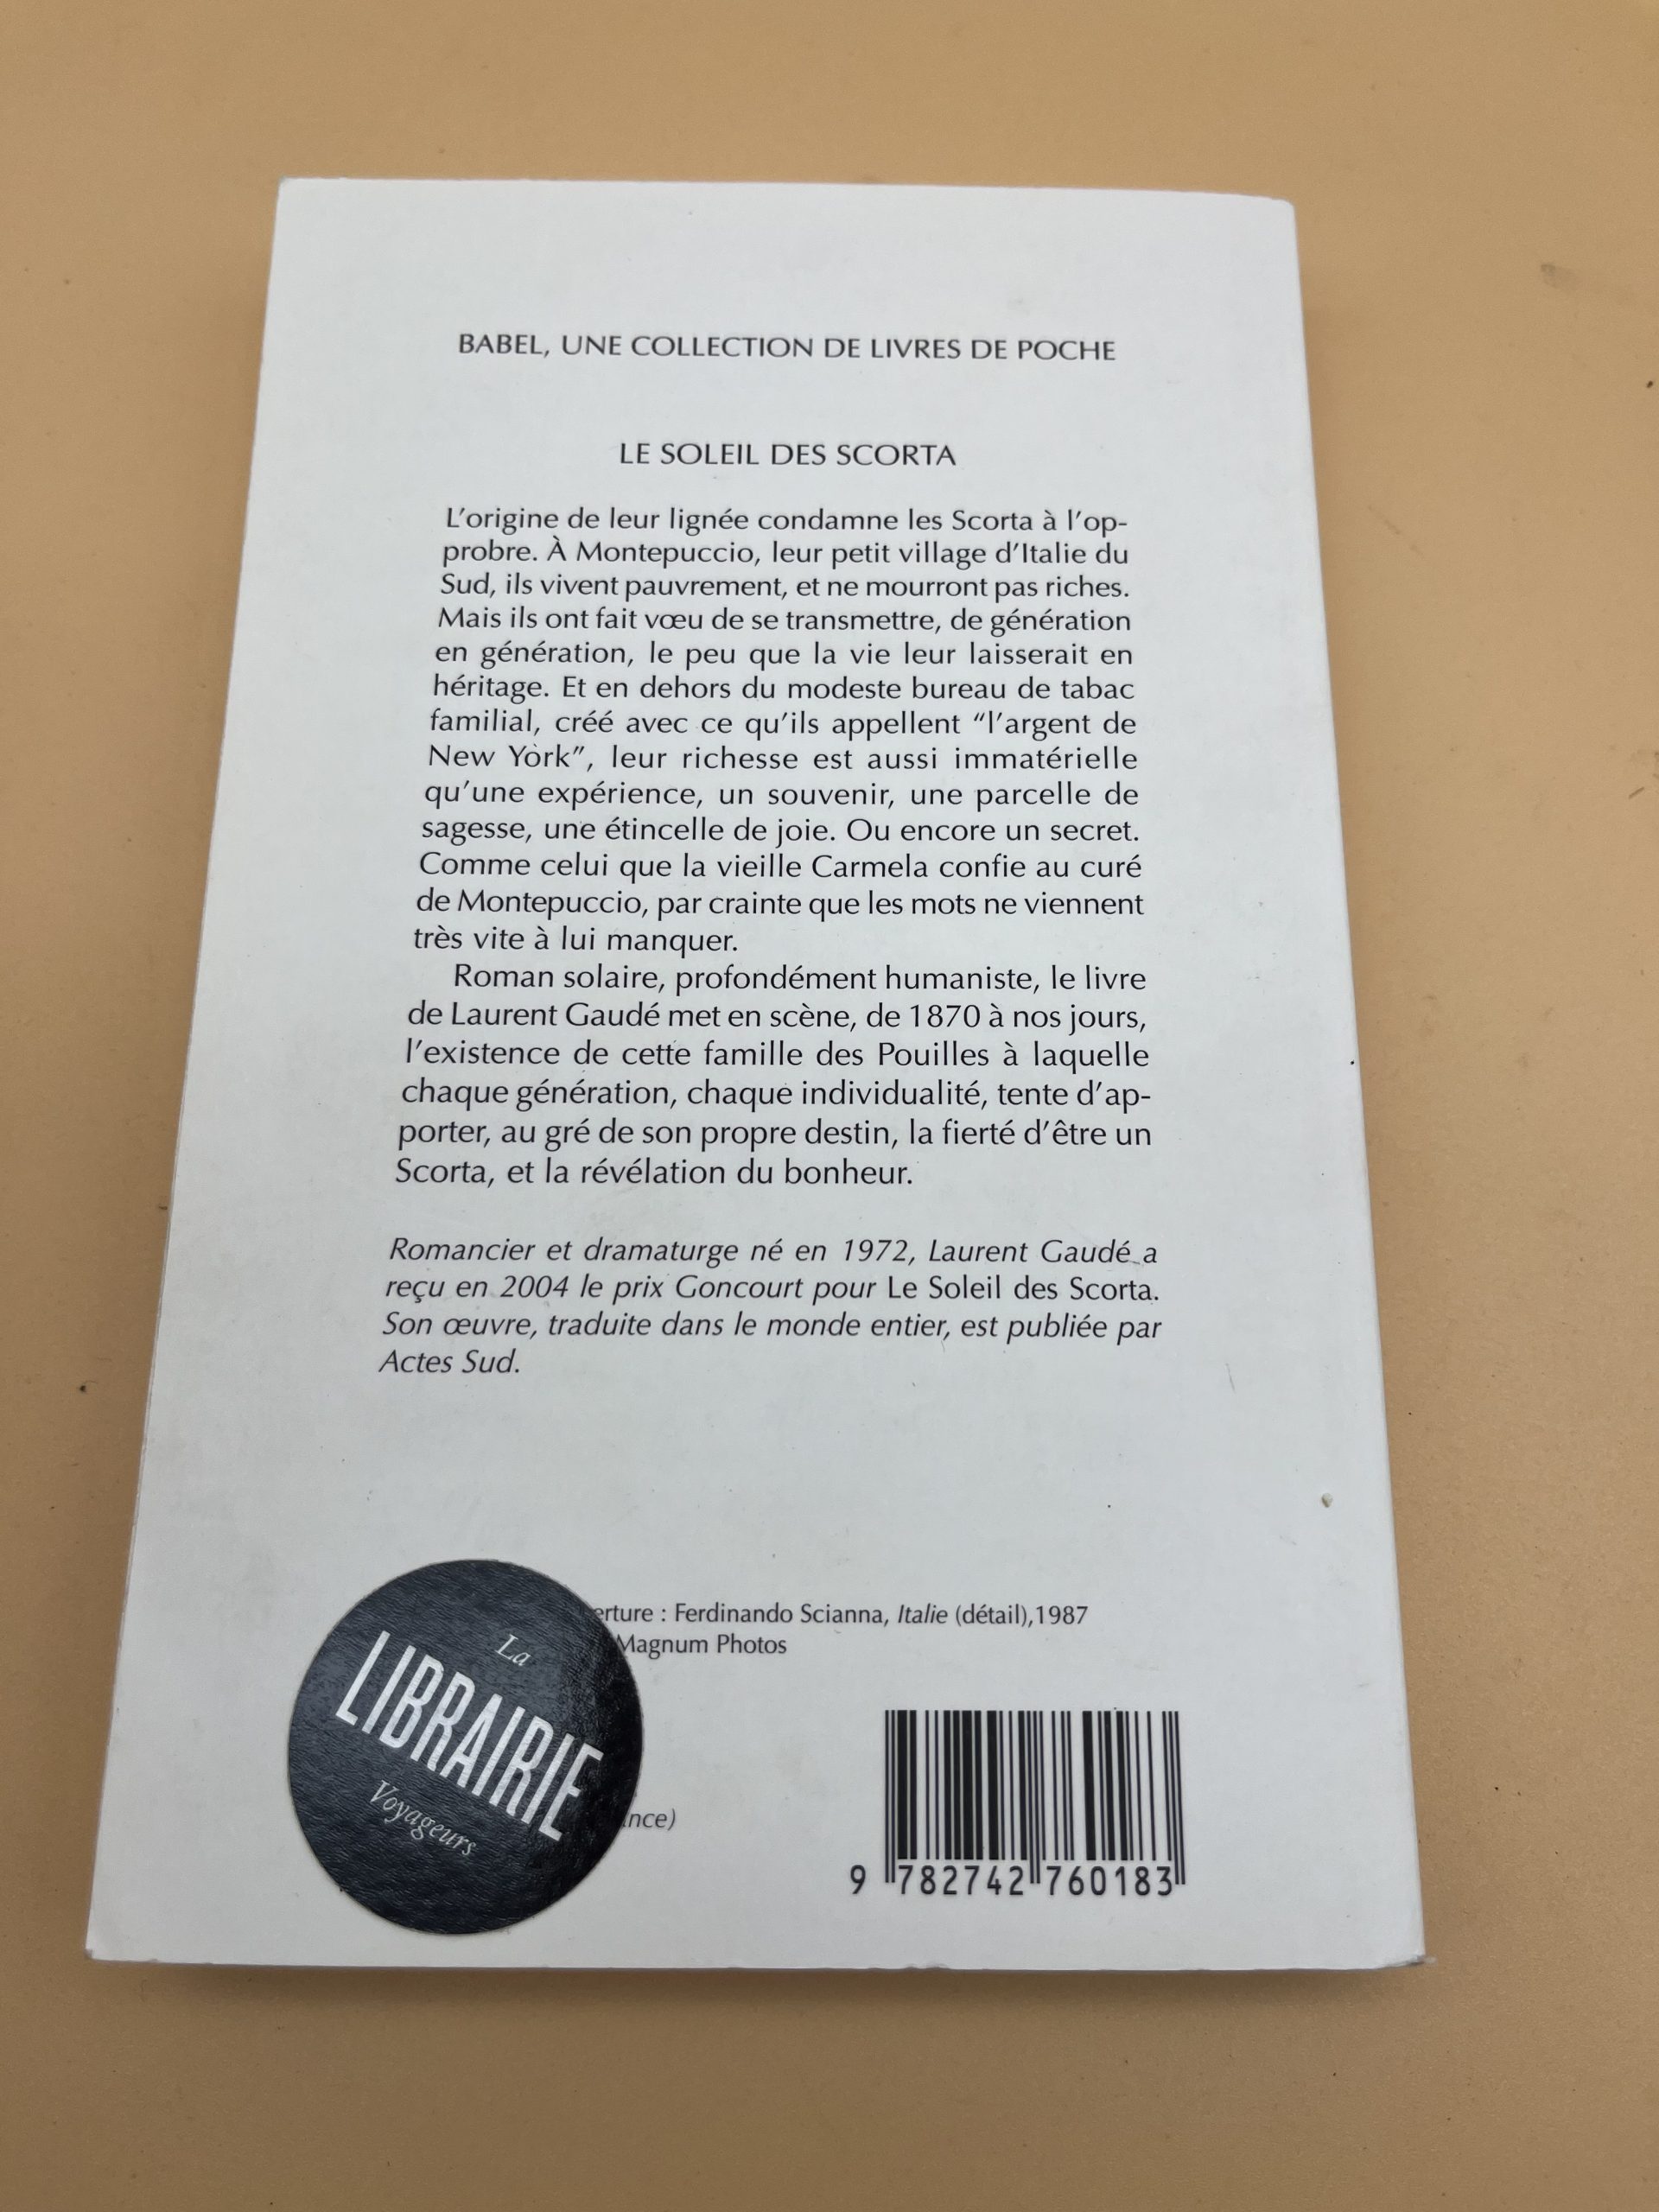 BABEL, UNE COLLECTION DE LIVRES DE POCHE
LE SOLEIL DES SCORTA
L'origine de leur lignée condamne les Scorta à l'op-
probre. À Montepuccio, leur petit village d'Italie du
Sud, ils vivent pauvrement, et ne mourront pas riches.
Mais ils ont fait vœu de se transmettre, de génération
en génération, le peu que la vie leur laisserait en
héritage. Et en dehors du modeste bureau de tabac
familial, créé avec ce qu'ils appellent "l'argent de
New York", leur richesse est aussi immatérielle
qu'une expérience, un souvenir, une parcelle de
sagesse, une étincelle de joie. Ou encore un secret.
Comme celui que la vieille Carmela confie au curé
de Montepuccio, par crainte que les mots ne viennent
très vite à lui manquer.
Roman solaire, profondément humaniste, le livre
de Laurent Gaudé met en scène, de 1870 à nos jours,
l'existence de cette famille des Pouilles à laquelle
chaque génération, chaque individualité, tente d'ap-
porter, au gré de son propre destin, la fierté d'être un
Scorta, et la révélation du bonheur.
Romancier et dramaturge né en 1972, Laurent Gaudé a
reçu en 2004 le prix Goncourt pour Le Soleil des Scorta.
Son œuvre, traduite dans le monde entier, est publiée par
Actes Sud.
erture : Ferdinando Scianna, Italie (détail),1987
Magnum Photos
La
LIBRAIRIE
Voyageurs
nce)
9 782742 760183